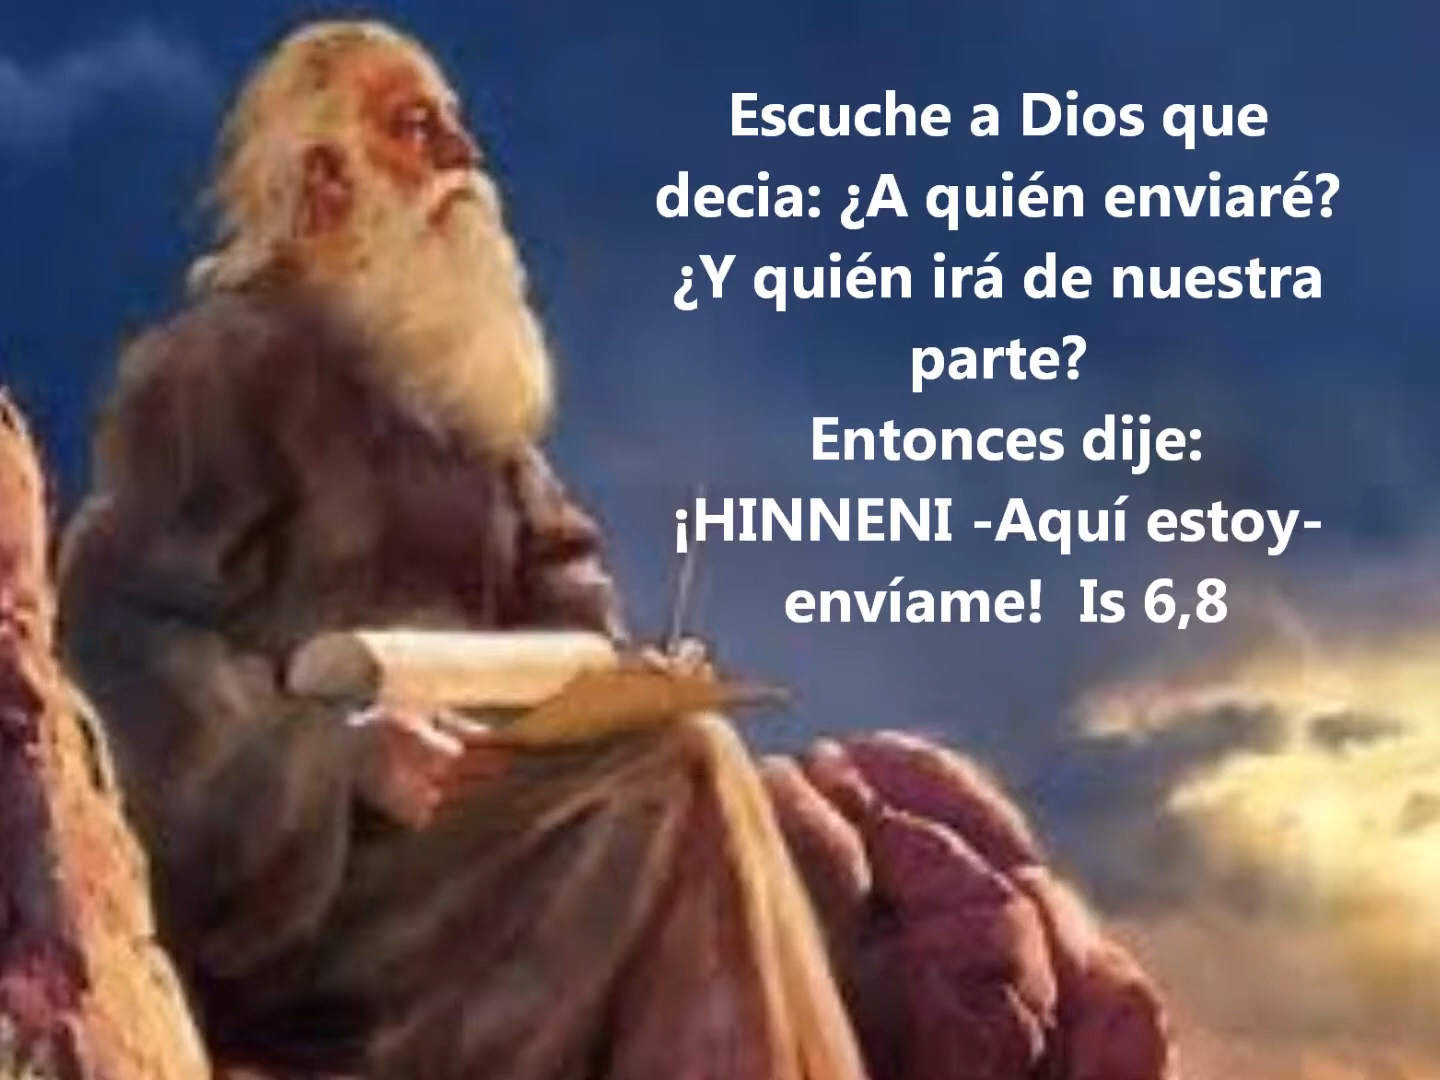 Escuche a Dios que
decia: ¿A quién enviaré?
¿Y quién irá de nuestra
parte?
Entonces dije:
¡HINNENI -Aquí estoy-
envíame!  Is 6,8